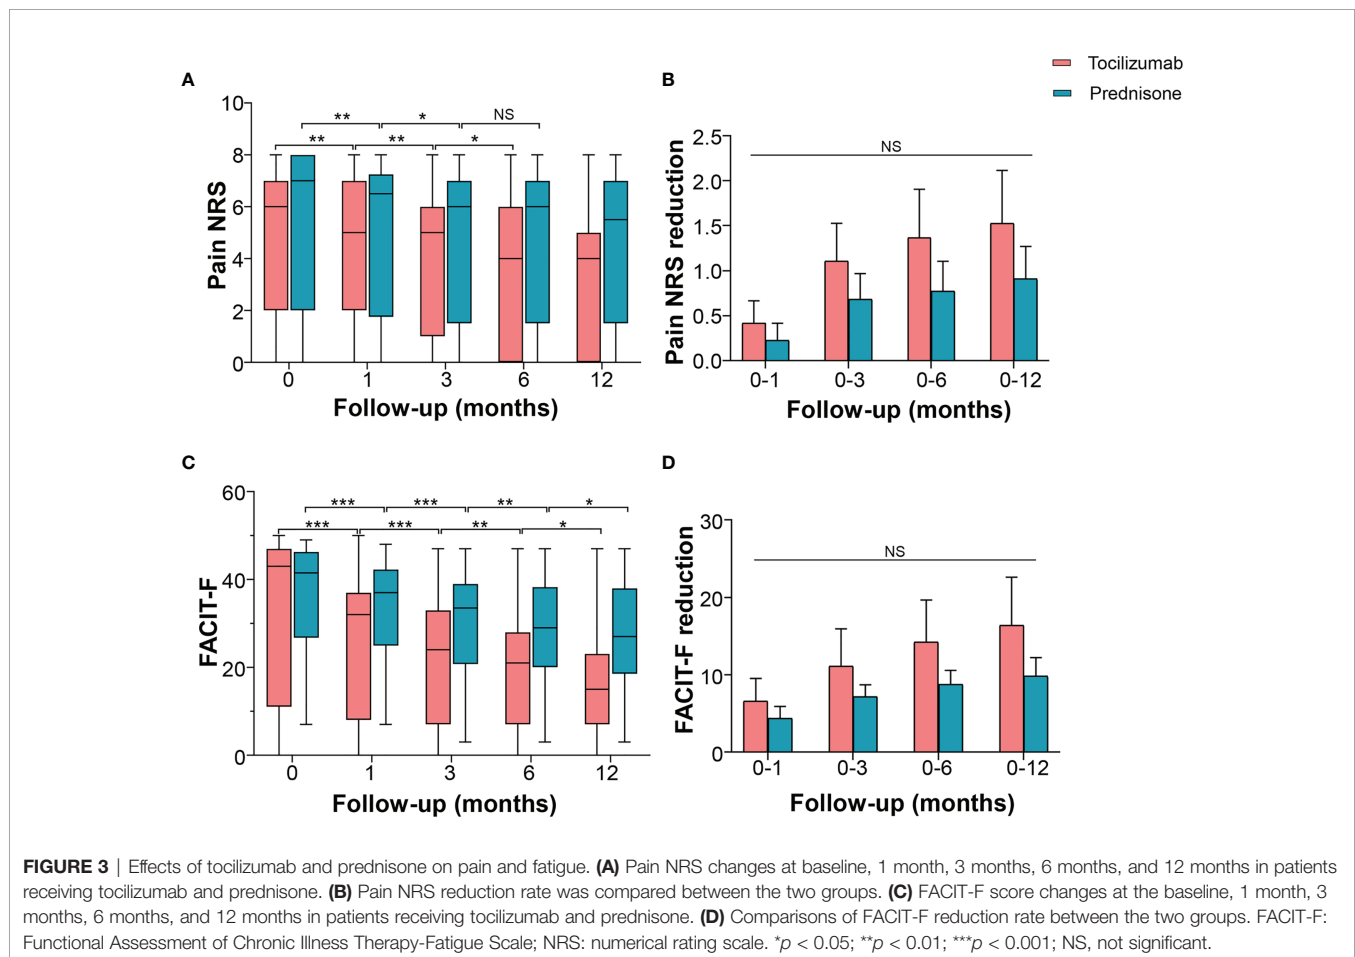 A
B
Tocilizumab
Prednisone
10
8
6
4
2
0
Pain NRS
** * NS
** ** *
0 1 3 6 12
Follow-up (months)
2.5
2.0
1.5
1.0
0.5
0.0
Pain NRS reduction
NS
0-1 0-3 0-6 0-12
Follow-up (months)
C
D
60
40
20
0
FACIT-F
*** *** ** *
*** *** ** *
0 1 3 6 12
Follow-up (months)
30
20
10
0
FACIT-F reduction
NS
0-1 0-3 0-6 0-12
Follow-up (months)
FIGURE 3 | Effects of tocilizumab and prednisone on pain and fatigue. (A) Pain NRS changes at baseline, 1 month, 3 months, 6 months, and 12 months in patients
receiving tocilizumab and prednisone. (B) Pain NRS reduction rate was compared between the two groups. (C) FACIT-F score changes at the baseline, 1 month, 3
months, 6 months, and 12 months in patients receiving tocilizumab and prednisone. (D) Comparisons of FACIT-F reduction rate between the two groups. FACIT-F:
Functional Assessment of Chronic Illness Therapy-Fatigue Scale; NRS: numerical rating scale. *p < 0.05; **p < 0.01; ***p < 0.001; NS, not significant.